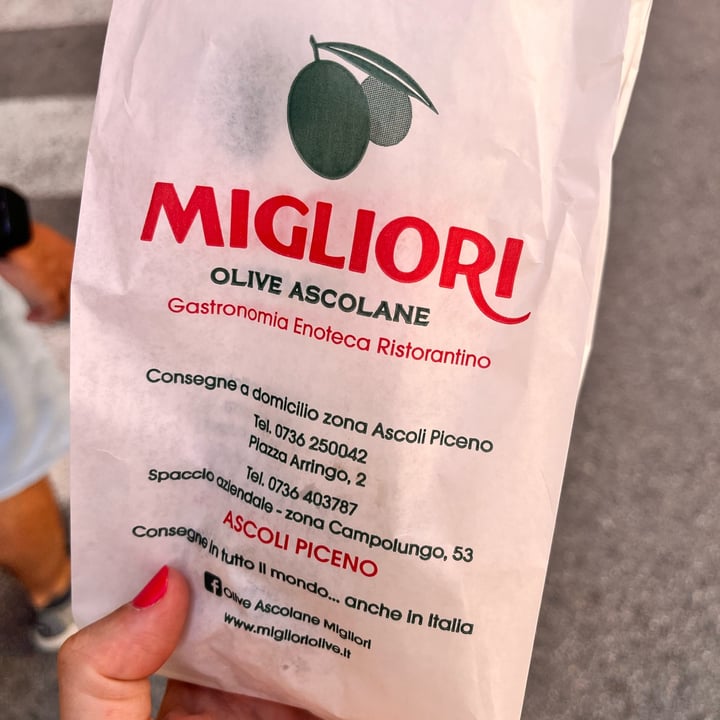 MIGLIORI
OLIVE ASCOLANE
Gastronomia Enoteca Ristorantino
Consegne a domicilio zona Ascoli Piceno
Tel. 0736 250042
Piazza Arringo, 2
Tel. 0736 403787
Spaccio aziendale - zona Campolungo, 53
ASCOLI PICENO
Consegne in tutto il mondo... anche in Italia
f Olive Ascolane Migliori
www.miglioriolive.it